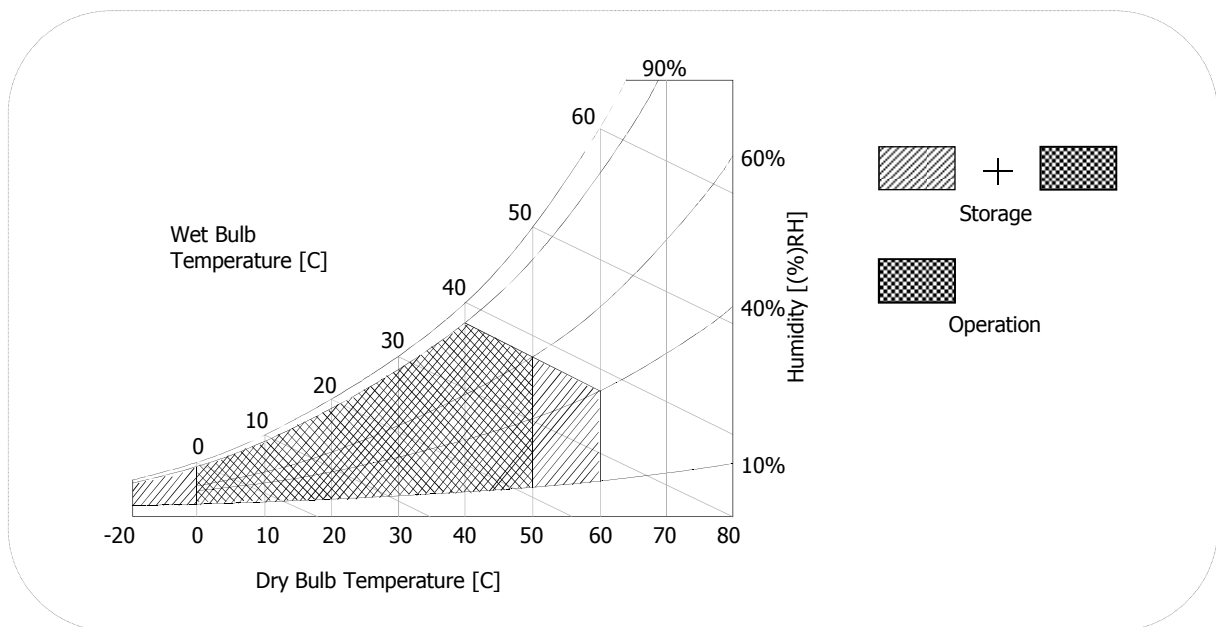 90%
60
60%
50
Wet Bulb
Temperature [C]
40
40%
30
20
10
0
10%
Humidity [(%)RH]
-20 0 10 20 30 40 50 60 70 80
Dry Bulb Temperature [C]
+
Storage
Operation